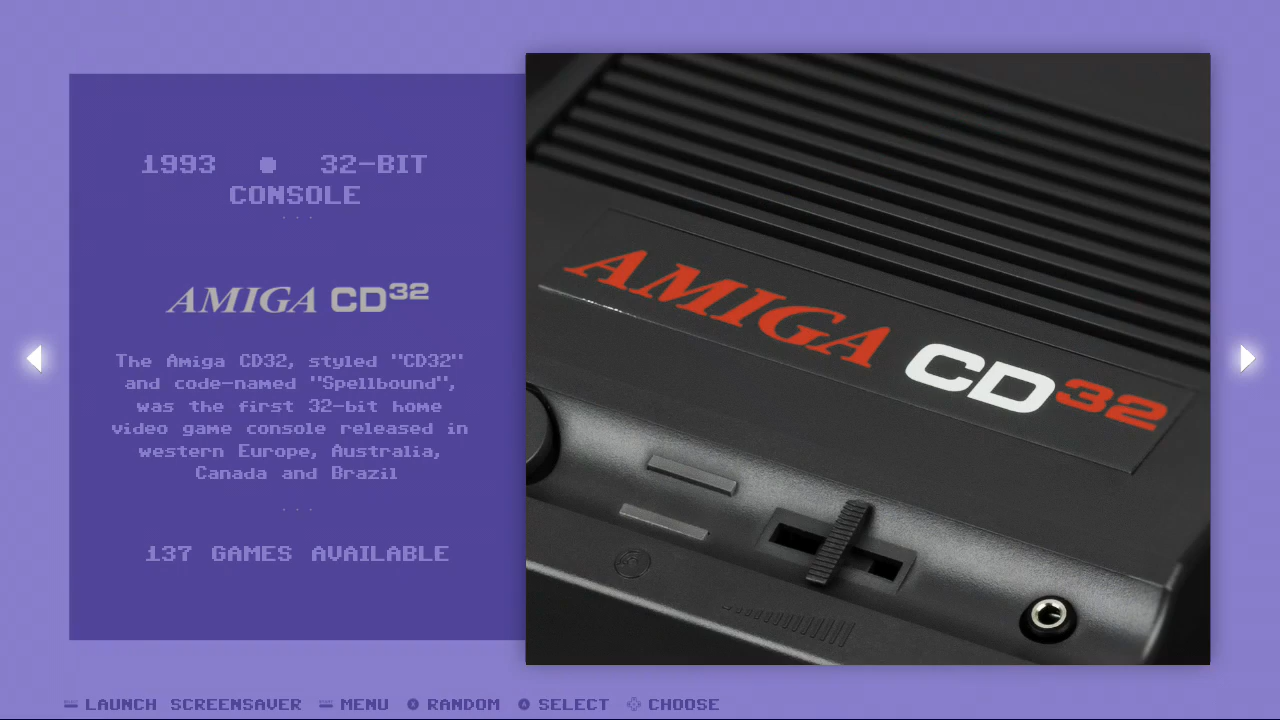 1993 ● 32-BIT
CONSOLE
...
AMIGA CD32
The Amiga CD32, styled "CD32"
and code-named "Spellbound",
was the first 32-bit home
video game console released in
western Europe, Australia,
Canada and Brazil
...
137 GAMES AVAILABLE
AMIGA CD32
LAUNCH SCREENSAVER MENU RANDOM SELECT CHOOSE